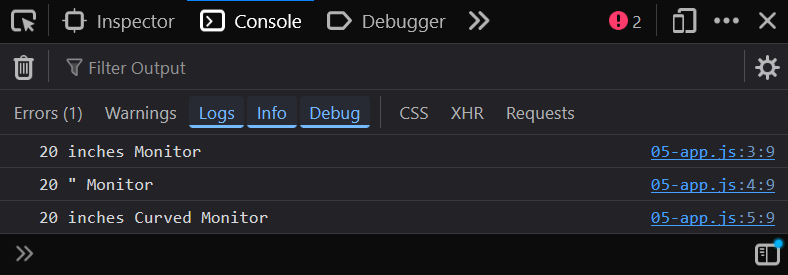 Inspector Console Debugger 2
Filter Output
Errors (1) Warnings Logs Info Debug CSS XHR Requests
20 inches Monitor 05-app.js:3:9
20 " Monitor 05-app.js:4:9
20 inches Curved Monitor 05-app.js:5:9